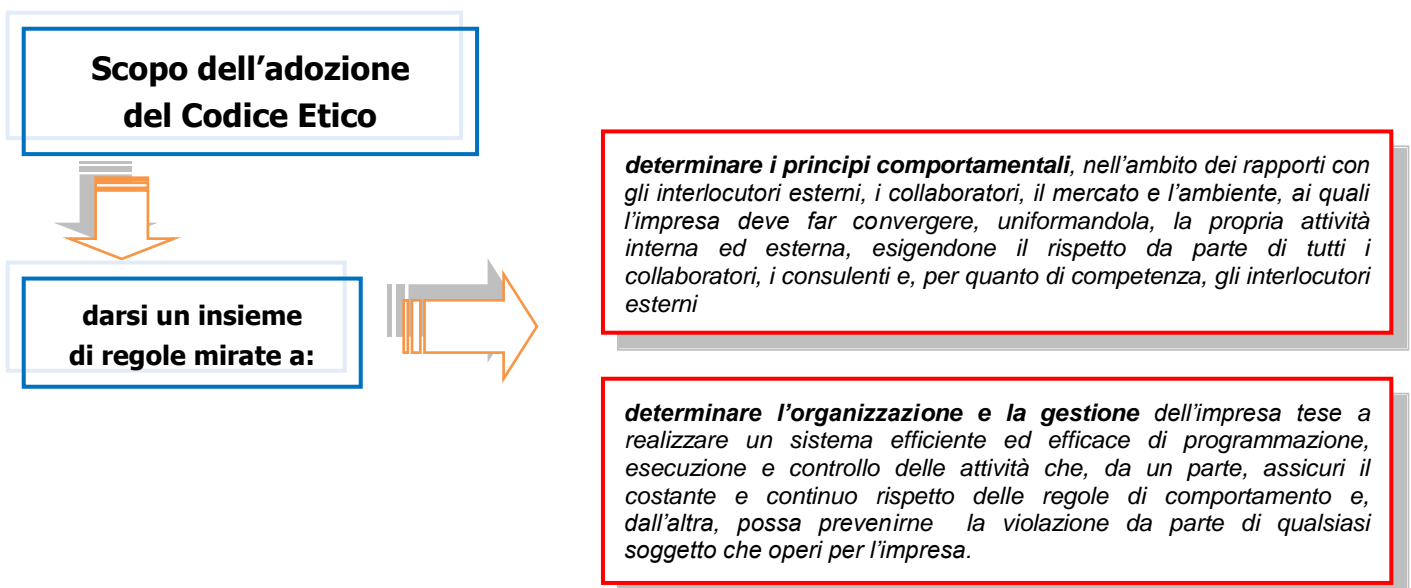 Scopo dell’adozione
del Codice Etico
darsi un insieme
di regole mirate a:
determinare i principi comportamentali, nell’ambito dei rapporti con
gli interlocutori esterni, i collaboratori, il mercato e l’ambiente, ai quali
l’impresa deve far convergere, uniformandola, la propria attività
interna ed esterna, esigendone il rispetto da parte di tutti i
collaboratori, i consulenti e, per quanto di competenza, gli interlocutori
esterni
determinare l’organizzazione e la gestione dell’impresa tese a
realizzare un sistema efficiente ed efficace di programmazione,
esecuzione e controllo delle attività che, da un parte, assicuri il
costante e continuo rispetto delle regole di comportamento e,
dall’altra, possa prevenirne la violazione da parte di qualsiasi
soggetto che operi per l’impresa.